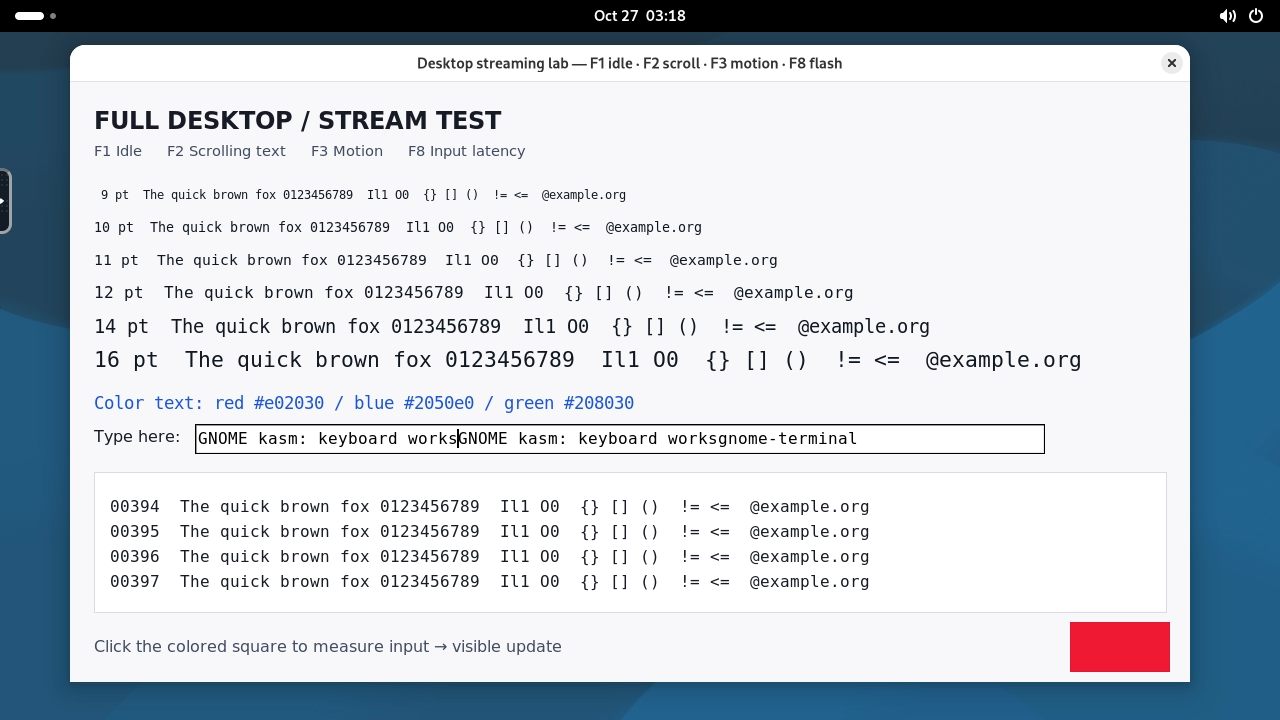 Oct 27  03:18
Desktop streaming lab — F1 idle · F2 scroll · F3 motion · F8 flash
FULL DESKTOP / STREAM TEST
F1 Idle  F2 Scrolling text  F3 Motion  F8 Input latency
9 pt  The quick brown fox 0123456789  Il1 O0  {} [] ()  != <=  @example.org
10 pt  The quick brown fox 0123456789  Il1 O0  {} [] ()  != <=  @example.org
11 pt  The quick brown fox 0123456789  Il1 O0  {} [] ()  != <=  @example.org
12 pt  The quick brown fox 0123456789  Il1 O0  {} [] ()  != <=  @example.org
14 pt  The quick brown fox 0123456789  Il1 O0  {} [] ()  != <=  @example.org
16 pt  The quick brown fox 0123456789  Il1 O0  {} [] ()  != <=  @example.org
Color text: red #e02030 / blue #2050e0 / green #208030
Type here: GNOME kasm: keyboard worksGNOME kasm: keyboard worksgnome-terminal
00394  The quick brown fox 0123456789  Il1 O0  {} [] ()  != <=  @example.org
00395  The quick brown fox 0123456789  Il1 O0  {} [] ()  != <=  @example.org
00396  The quick brown fox 0123456789  Il1 O0  {} [] ()  != <=  @example.org
00397  The quick brown fox 0123456789  Il1 O0  {} [] ()  != <=  @example.org
Click the colored square to measure input → visible update